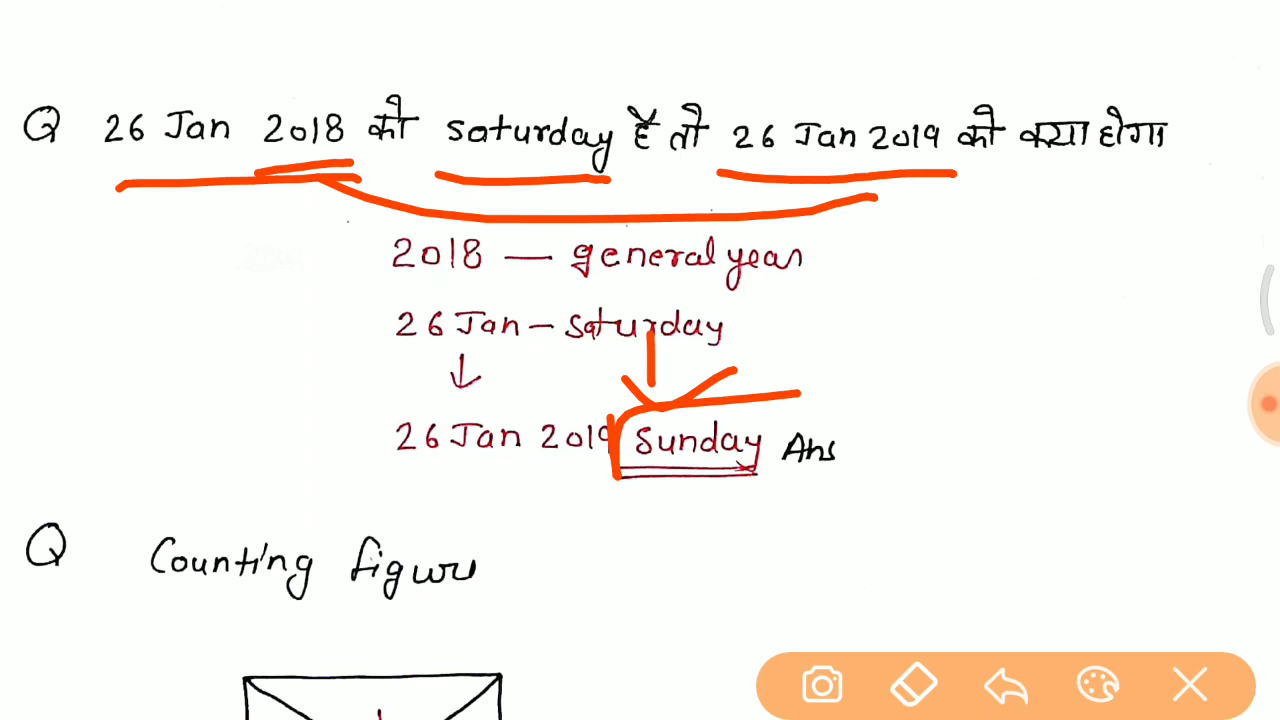 Q 26 Jan 2018 को saturday है तो 26 Jan 2019 को क्या होगा
2018 — general year
26 Jan – saturday
↓
26 Jan 2019 Sunday Ans
Q Counting figure